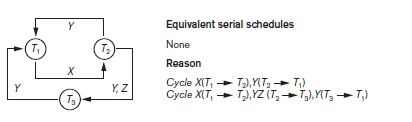 Y
T₁
T₂
X
Y
Y, Z
T₃
Equivalent serial schedules
None
Reason
Cycle X(T₁ → T₂),Y(T₂ → T₁)
Cycle X(T₁ → T₂),YZ (T₂ → T₃),Y(T₃ → T₁)